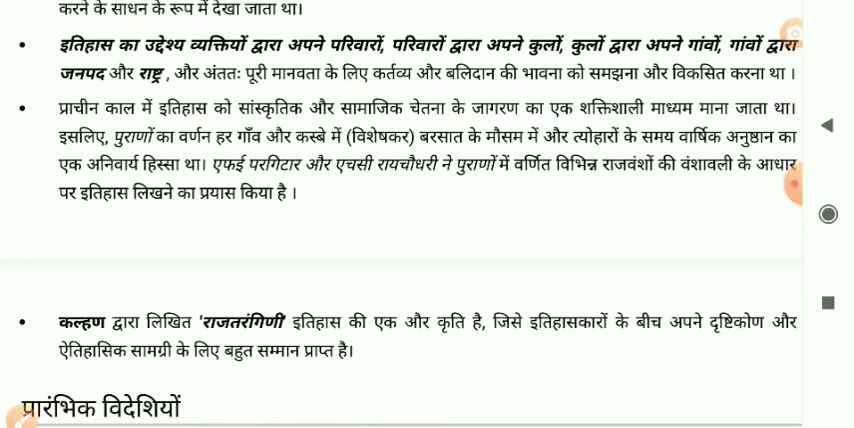 करने के साधन के रूप में देखा जाता था।
• इतिहास का उद्देश्य व्यक्तियों द्वारा अपने परिवारों, परिवारों द्वारा अपने कुलों, कुलों द्वारा अपने गांवों, गांवों द्वारा
जनपद और राष्ट्र , और अंततः पूरी मानवता के लिए कर्तव्य और बलिदान की भावना को समझना और विकसित करना था ।
• प्राचीन काल में इतिहास को सांस्कृतिक और सामाजिक चेतना के जागरण का एक शक्तिशाली माध्यम माना जाता था।
इसलिए, पुराणों का वर्णन हर गाँव और कस्बे में (विशेषकर) बरसात के मौसम में और त्योहारों के समय वार्षिक अनुष्ठान का
एक अनिवार्य हिस्सा था। एफई परगिटार और एचसी रायचौधरी ने पुराणों में वर्णित विभिन्न राजवंशों की वंशावली के आधार
पर इतिहास लिखने का प्रयास किया है ।
• कल्हण द्वारा लिखित 'राजतरंगिणी' इतिहास की एक और कृति है, जिसे इतिहासकारों के बीच अपने दृष्टिकोण और
ऐतिहासिक सामग्री के लिए बहुत सम्मान प्राप्त है।
प्रारंभिक विदेशियों